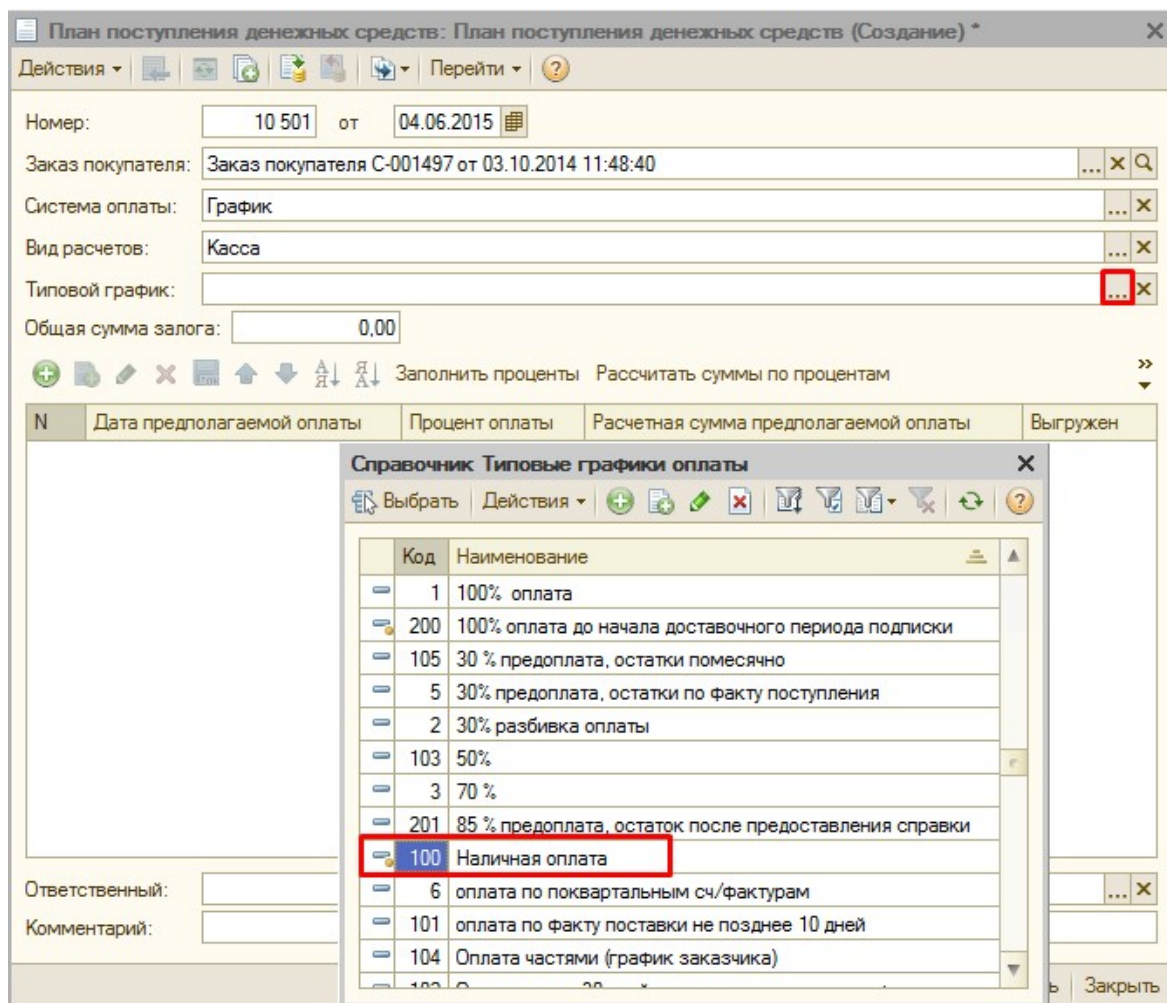 План поступления денежных средств: План поступления денежных средств (Создание) *
Действия Перейти
Номер: 10 501 от 04.06.2015
Заказ покупателя: Заказ покупателя С-001497 от 03.10.2014 11:48:40 ...
Система оплаты: График ...
Вид расчетов: Касса ...
Типовой график: ...
Общая сумма залога: 0,00
Заполнить проценты Рассчитать суммы по процентам
N Дата предполагаемой оплаты Процент оплаты Расчетная сумма предполагаемой оплаты Выгружен
Справочник Типовые графики оплаты
Выбрать Действия
Код Наименование
1 100% оплата
200 100% оплата до начала доставочного периода подписки
105 30 % предоплата, остатки помесячно
5 30% предоплата, остатки по факту поступления
2 30% разбивка оплаты
103 50%
3 70 %
201 85 % предоплата, остаток после предоставления справки
100 Наличная оплата
6 оплата по поквартальным сч/фактурам
101 оплата по факту поставки не позднее 10 дней
104 Оплата частями (график заказчика)
Ответственный: ...
Комментарий:
Закрыть